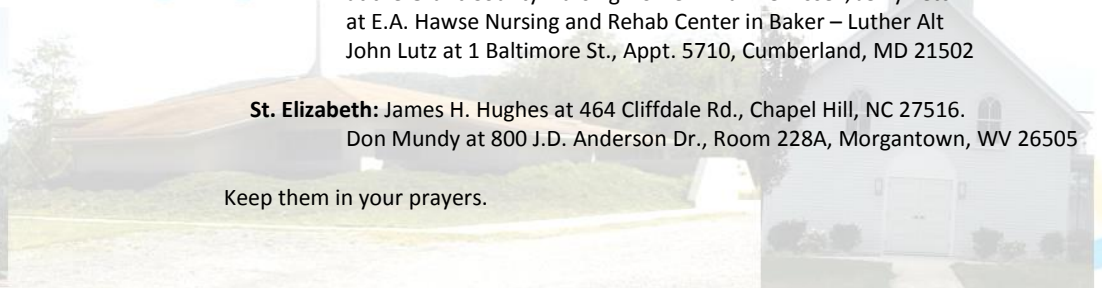 at E.A. Hawse Nursing and Rehab Center in Baker – Luther Alt
John Lutz at 1 Baltimore St., Appt. 5710, Cumberland, MD 21502
St. Elizabeth: James H. Hughes at 464 Cliffdale Rd., Chapel Hill, NC 27516.
Don Mundy at 800 J.D. Anderson Dr., Room 228A, Morgantown, WV 26505
Keep them in your prayers.